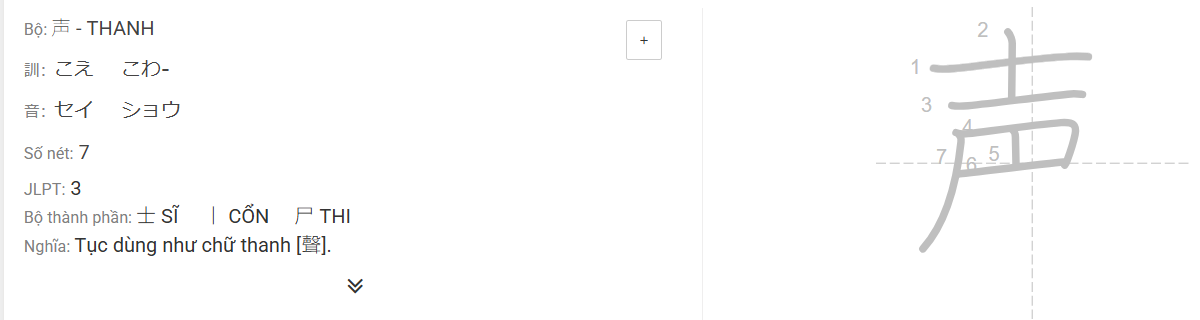 Bộ: 声 - THANH
+
訓: こえ こわ-
音: セイ ショウ
Số nét: 7
JLPT: 3
Bộ thành phần: 士 SĨ ｜ CỔN 尸 THI
Nghĩa: Tục dùng như chữ thanh [聲].
声
1
2
3
4
5
6
7